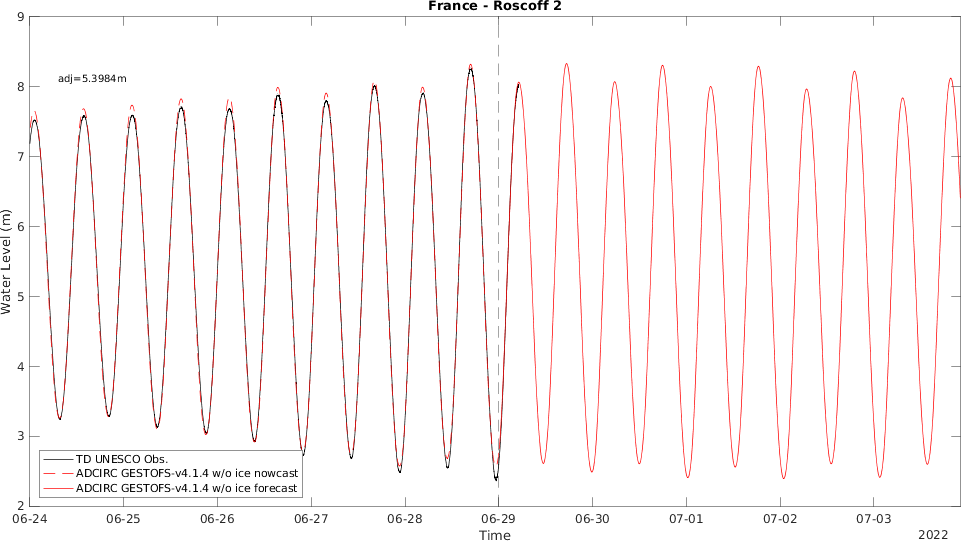 France - Roscoff 2
adj=5.3984m
Water Level (m)
9
8
7
6
5
4
3
2
TD UNESCO Obs.
ADCIRC GESTOFS-v4.1.4 w/o ice nowcast
ADCIRC GESTOFS-v4.1.4 w/o ice forecast
06-24 06-25 06-26 06-27 06-28 06-29 06-30 07-01 07-02 07-03
Time
2022